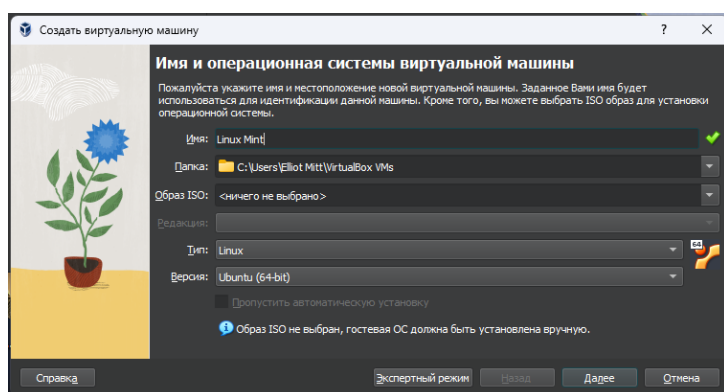 Создать виртуальную машину
?
Имя и операционная системы виртуальной машины
Пожалуйста укажите имя и местоположение новой виртуальной машины. Заданное Вами имя будет
использоваться для идентификации данной машины. Кроме того, вы можете выбрать ISO образ для установки
операционной системы.
Имя: Linux Mint
Папка: C:\Users\Elliot Mitt\VirtualBox VMs
Образ ISO: <ничего не выбрано>
Редакция:
Тип: Linux
64
Версия: Ubuntu (64-bit)
Пропустить автоматическую установку
Образ ISO не выбран, гостевая ОС должна быть установлена вручную.
Справка Экспертный режим Назад Далее Отмена